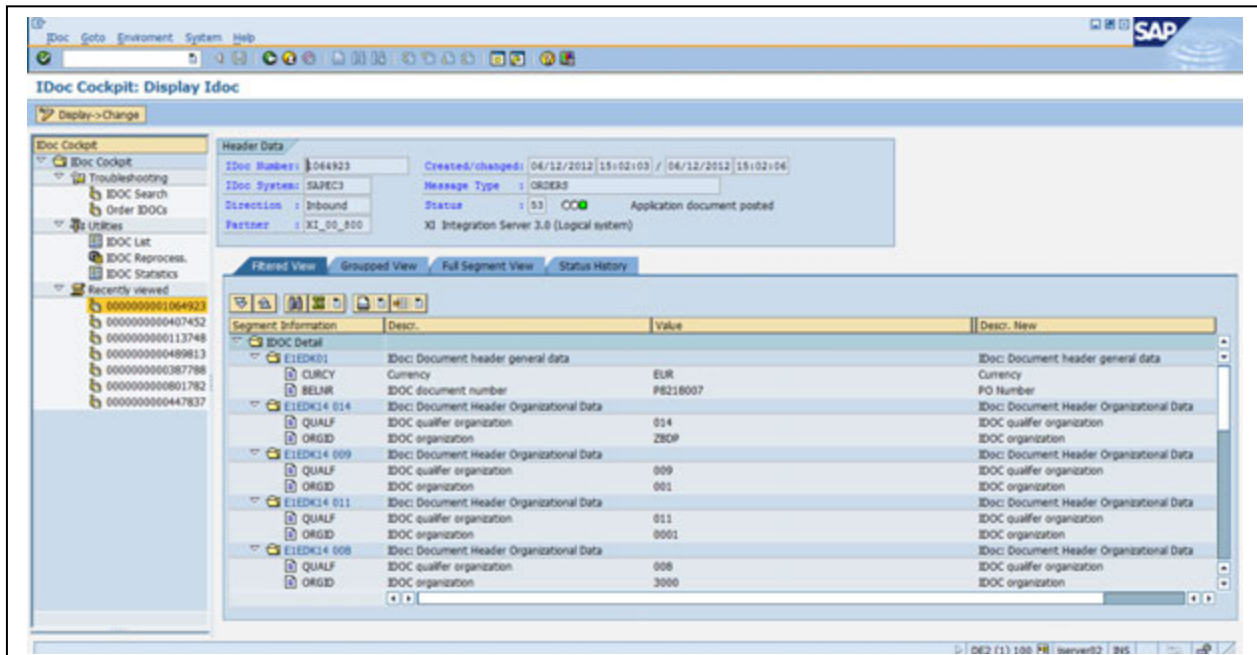 IDoc Goto Enviroment System Help
SAP
IDoc Cockpit: Display Idoc
Display->Change
IDoc Cockpit
IDoc Cockpit
Troubleshooting
IDOC Search
Order IDOCs
Utilities
IDOC List
IDOC Reprocess.
IDOC Statistics
Recently viewed
0000000001064923
0000000000407452
0000000000113748
0000000000489813
0000000000387788
0000000000801782
0000000000447837
Header Data
IDoc Number: 1064923 Created/changed: 06/12/2012 15:02:03 / 06/12/2012 15:02:06
IDoc System: SAPEC3 Message Type : ORDERS
Direction : Inbound Status : 53 Application document posted
Partner : XI_00_800 XI Integration Server 3.0 (Logical system)
Filtered View Groupped View Full Segment View Status History
Segment Information Descr. Value Descr. New
IDOC Detail
E1EDK01 IDoc: Document header general data IDoc: Document header general data
CURCY Currency EUR Currency
BELNR IDOC document number P8218007 PO Number
E1EDK14 014 IDoc: Document Header Organizational Data IDoc: Document Header Organizational Data
QUALF IDOC qualifer organization 014 IDOC qualifer organization
ORGID IDOC organization ZBDP IDOC organization
E1EDK14 009 IDoc: Document Header Organizational Data IDoc: Document Header Organizational Data
QUALF IDOC qualifer organization 009 IDOC qualifer organization
ORGID IDOC organization 001 IDOC organization
E1EDK14 011 IDoc: Document Header Organizational Data IDoc: Document Header Organizational Data
QUALF IDOC qualifer organization 011 IDOC qualifer organization
ORGID IDOC organization 0001 IDOC organization
E1EDK14 008 IDoc: Document Header Organizational Data IDoc: Document Header Organizational Data
QUALF IDOC qualifer organization 008 IDOC qualifer organization
ORGID IDOC organization 3000 IDOC organization
DE2 (1) 100 iserver02 INS